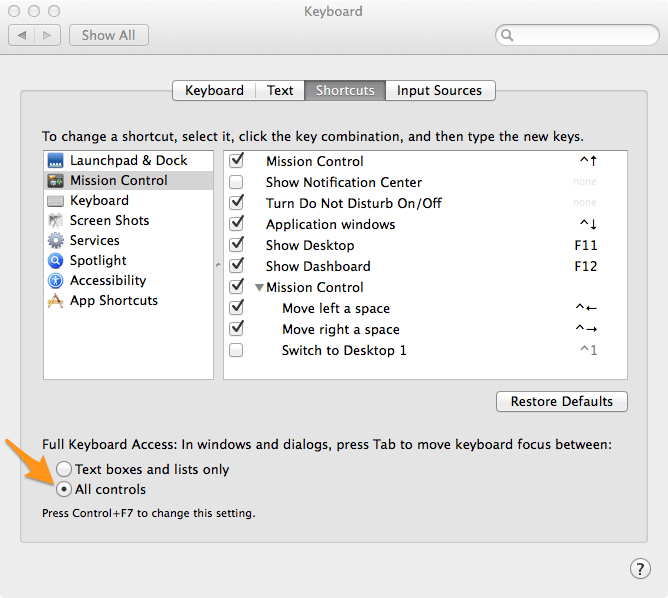 Keyboard
Show All
Keyboard Text Shortcuts Input Sources
To change a shortcut, select it, click the key combination, and then type the new keys.
Launchpad & Dock
Mission Control
Keyboard
Screen Shots
Services
Spotlight
Accessibility
App Shortcuts
Mission Control ^↑
Show Notification Center none
Turn Do Not Disturb On/Off none
Application windows ^↓
Show Desktop F11
Show Dashboard F12
Mission Control
Move left a space ^←
Move right a space ^→
Switch to Desktop 1 ^1
Restore Defaults
Full Keyboard Access: In windows and dialogs, press Tab to move keyboard focus between:
Text boxes and lists only
All controls
Press Control+F7 to change this setting.
?